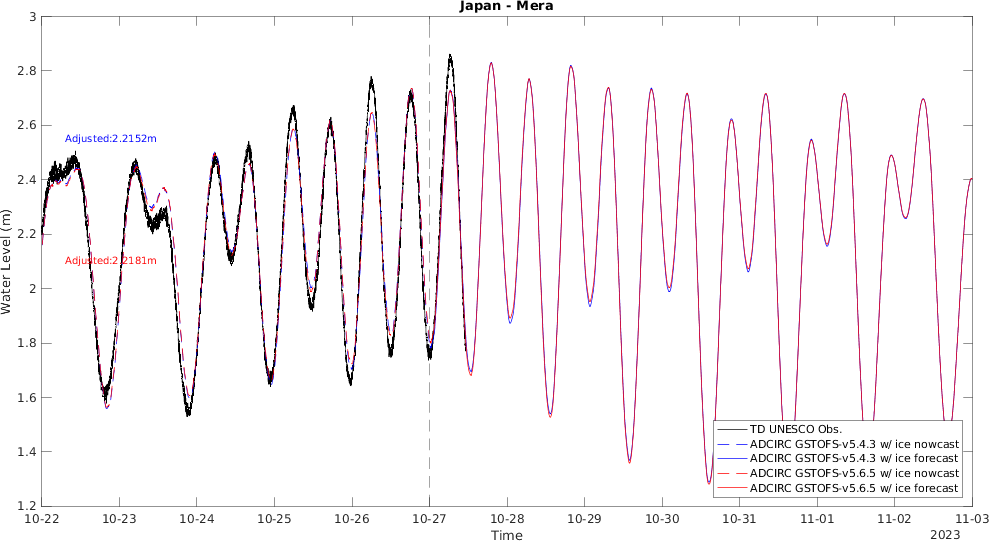 Japan - Mera
3
2.8
2.6
2.4
2.2
2
1.8
1.6
1.4
1.2
Water Level (m)
Adjusted:2.2152m
Adjusted:2.2181m
TD UNESCO Obs.
ADCIRC GSTOFS-v5.4.3 w/ ice nowcast
ADCIRC GSTOFS-v5.4.3 w/ ice forecast
ADCIRC GSTOFS-v5.6.5 w/ ice nowcast
ADCIRC GSTOFS-v5.6.5 w/ ice forecast
10-22 10-23 10-24 10-25 10-26 10-27 10-28 10-29 10-30 10-31 11-01 11-02 11-03
Time
2023